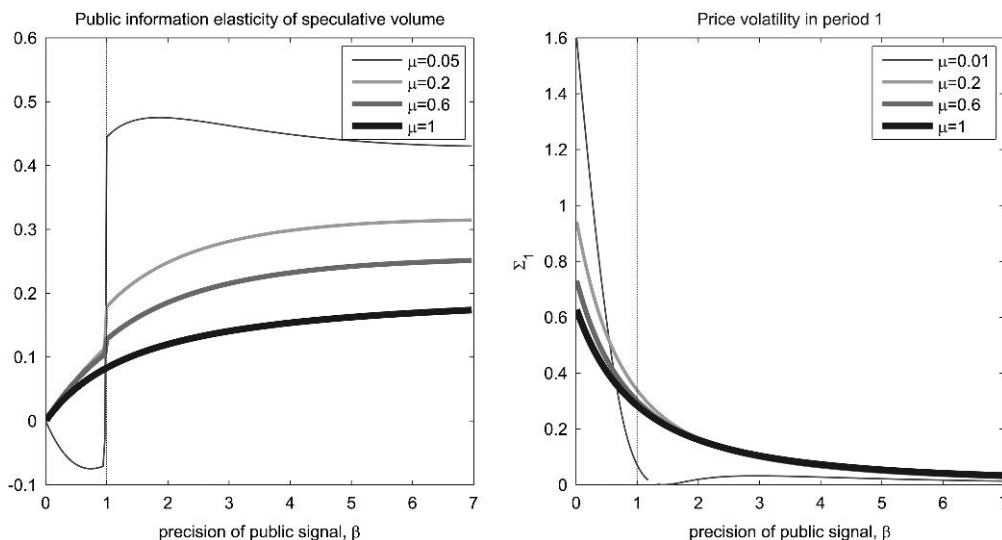 Public information elasticity of speculative volume
0.6
0.5
0.4
0.3
0.2
0.1
0
-0.1
0 1 2 3 4 5 6 7
precision of public signal, β
μ=0.05
μ=0.2
μ=0.6
μ=1
Price volatility in period 1
1.6
1.4
1.2
1
0.8
0.6
0.4
0.2
0
Σ1
0 1 2 3 4 5 6 7
precision of public signal, β
μ=0.01
μ=0.2
μ=0.6
μ=1